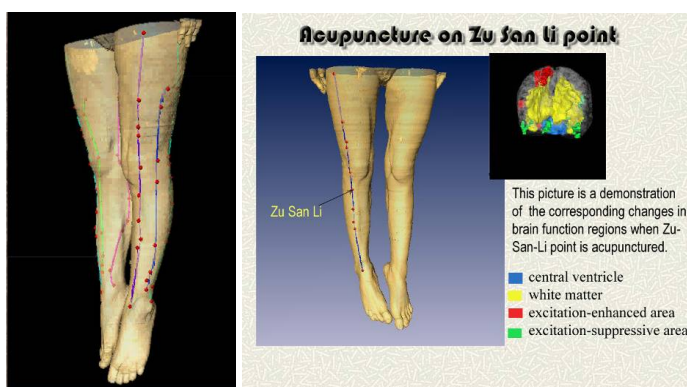 Acupuncture on Zu San Li point
Zu San Li
This picture is a demonstration
of the corresponding changes in
brain function regions when Zu-
San-Li point is acupunctured.
central ventricle
white matter
excitation-enhanced area
excitation-suppressive area